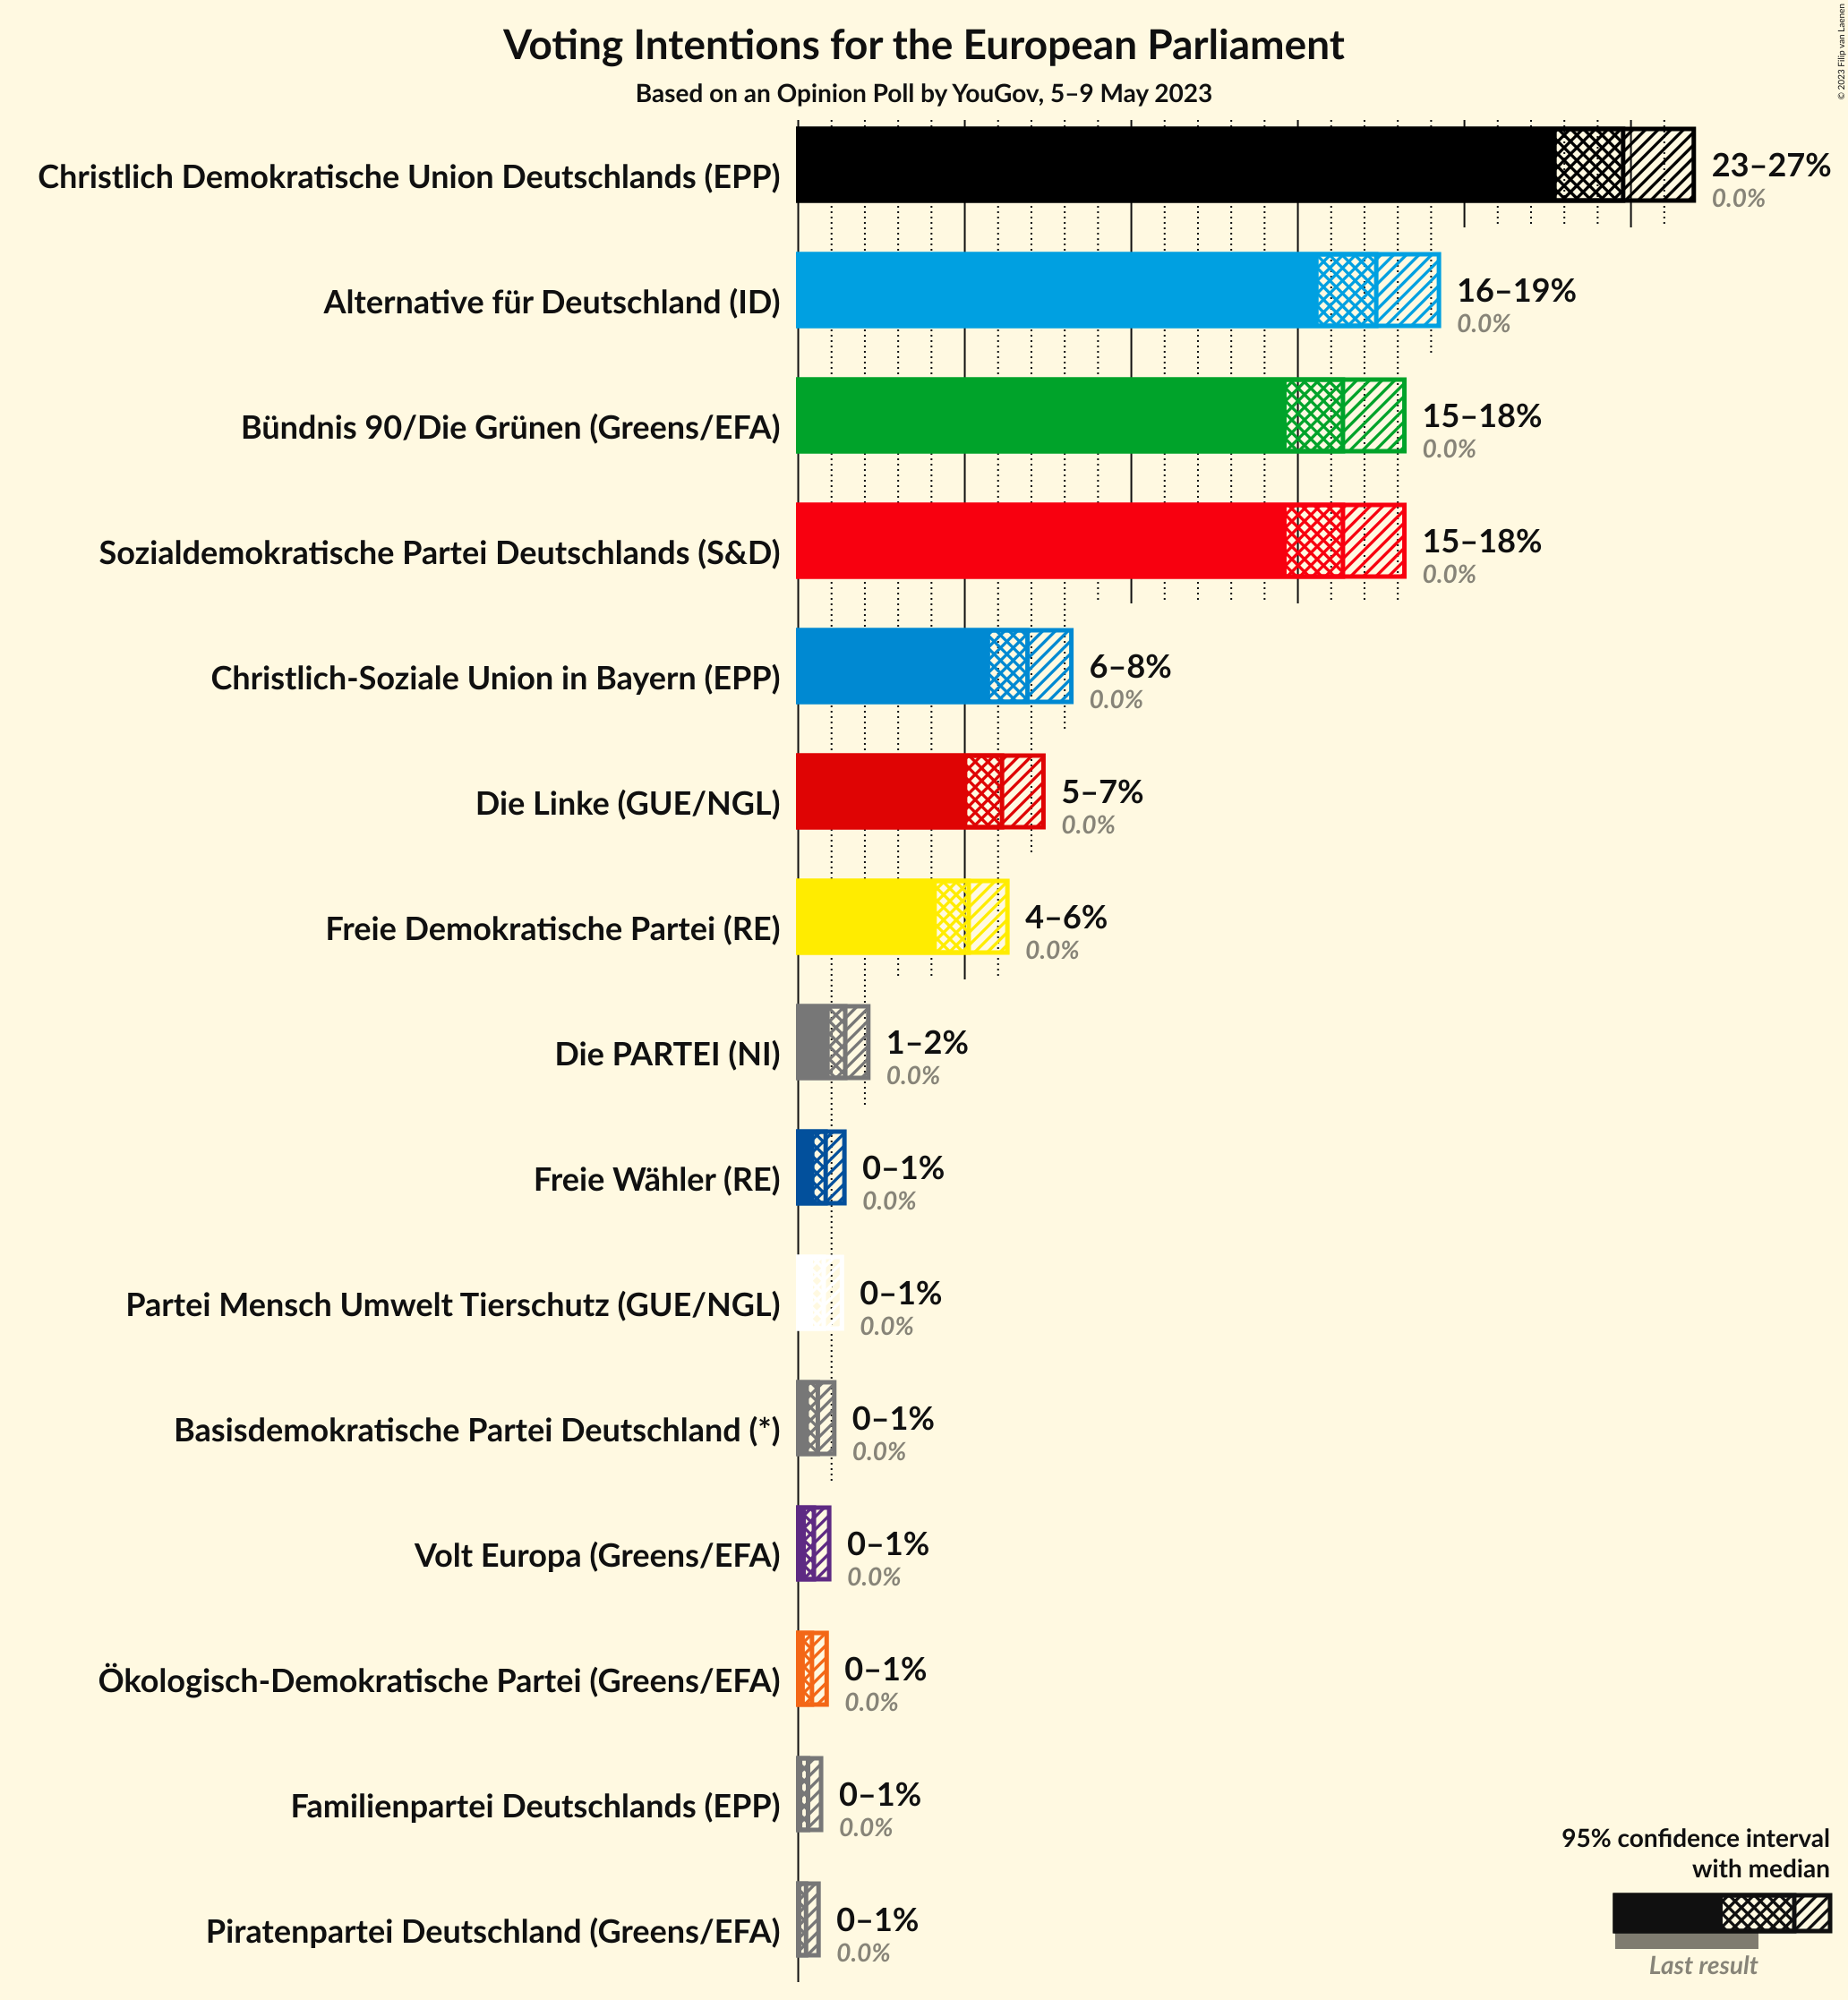 Voting Intentions for the European Parliament
Based on an Opinion Poll by YouGov, 5–9 May 2023
© 2023 Filip van Laenen
Christlich Demokratische Union Deutschlands (EPP)
23–27%
0.0%
Alternative für Deutschland (ID)
16–19%
0.0%
Bündnis 90/Die Grünen (Greens/EFA)
15–18%
0.0%
Sozialdemokratische Partei Deutschlands (S&D)
15–18%
0.0%
Christlich-Soziale Union in Bayern (EPP)
6–8%
0.0%
Die Linke (GUE/NGL)
5–7%
0.0%
Freie Demokratische Partei (RE)
4–6%
0.0%
Die PARTEI (NI)
1–2%
0.0%
Freie Wähler (RE)
0–1%
0.0%
Partei Mensch Umwelt Tierschutz (GUE/NGL)
0–1%
0.0%
Basisdemokratische Partei Deutschland (*)
0–1%
0.0%
Volt Europa (Greens/EFA)
0–1%
0.0%
Ökologisch-Demokratische Partei (Greens/EFA)
0–1%
0.0%
Familienpartei Deutschlands (EPP)
0–1%
0.0%
Piratenpartei Deutschland (Greens/EFA)
0–1%
0.0%
95% confidence interval
with median
Last result